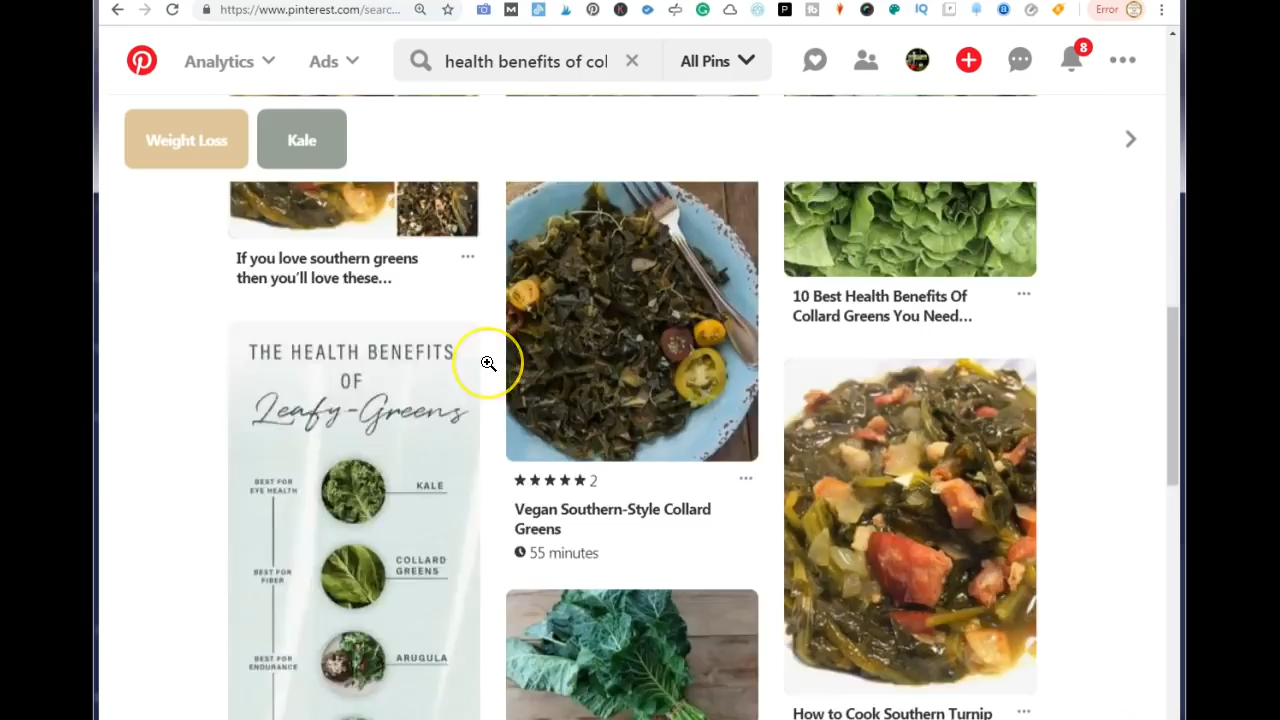 https://www.pinterest.com/searc...
Error
Analytics
Ads
health benefits of col
All Pins
8
Weight Loss
Kale
If you love southern greens
then you'll love these...
THE HEALTH BENEFITS
OF
Leafy-Greens
BEST FOR
EYE HEALTH
KALE
BEST FOR
FIBER
COLLARD
GREENS
BEST FOR
ENDURANCE
ARUGULA
2
Vegan Southern-Style Collard
Greens
55 minutes
10 Best Health Benefits Of
Collard Greens You Need...
How to Cook Southern Turnip